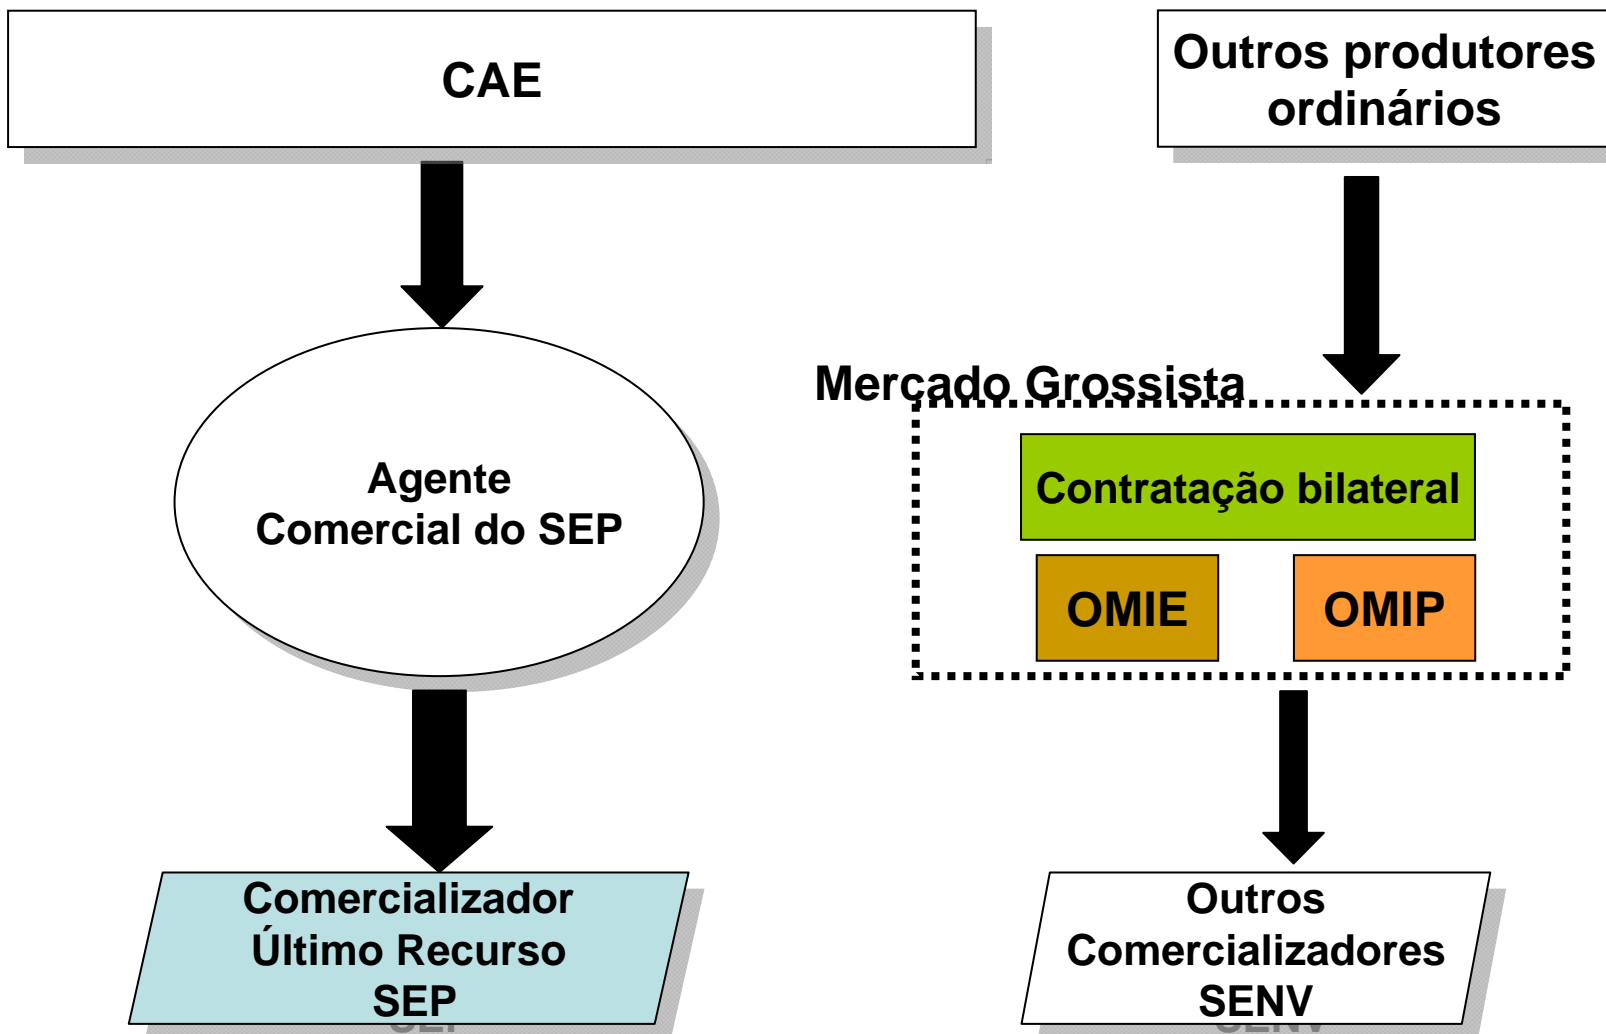 CAE
Outros produtores
ordinários
Mercado Grossista
Agente
Comercial do SEP
Contratação bilateral
OMIE
OMIP
Comercializador
Último Recurso
SEP
Outros
Comercializadores
SENV